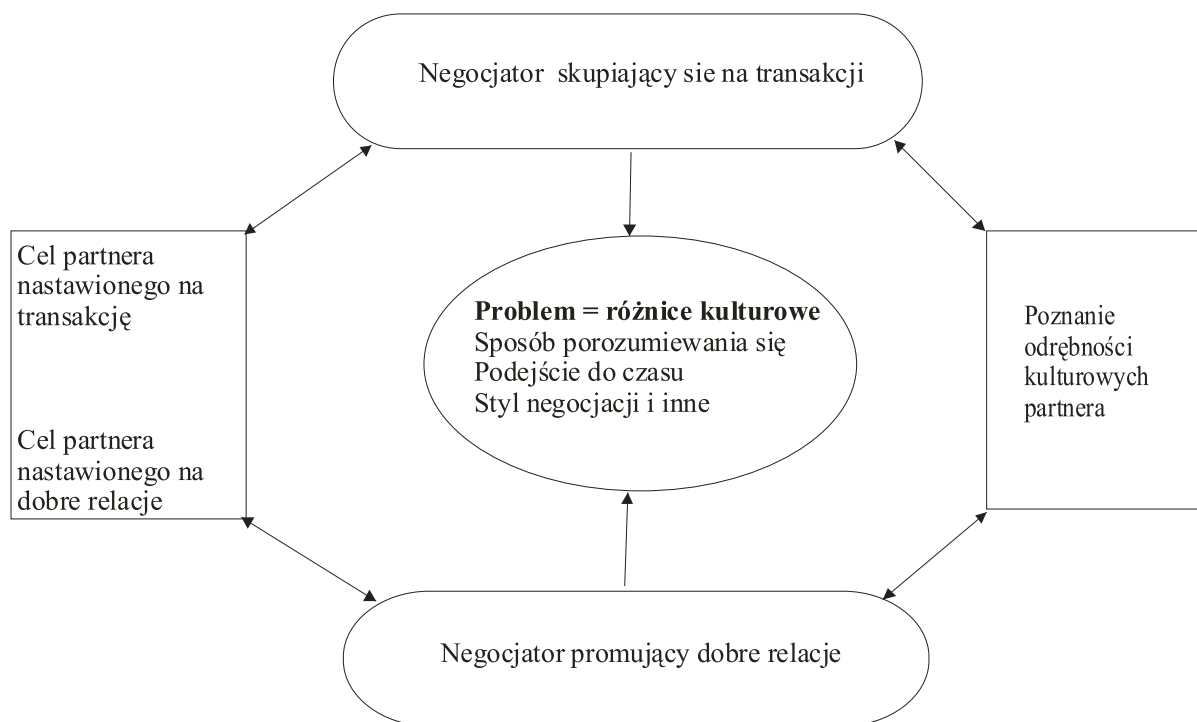 Negocjator skupiający sie na transakcji
Cel partnera
nastawionego na
transakcję
Cel partnera
nastawionego na
dobre relacje
Problem = różnice kulturowe
Sposób porozumiewania się
Podejście do czasu
Styl negocjacji i inne
Poznanie
odrębności
kulturowych
partnera
Negocjator promujący dobre relacje